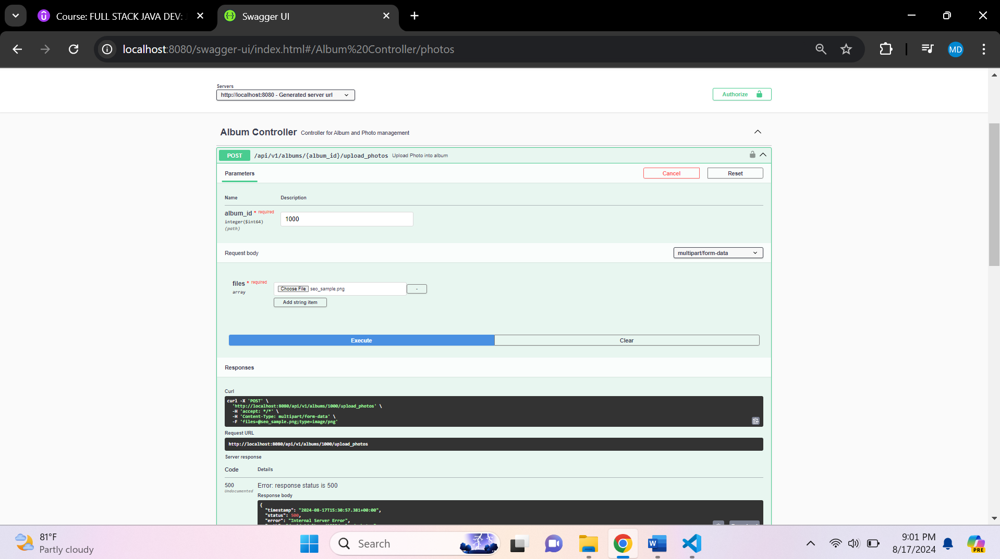 Course: FULL STACK JAVA DEV:
Swagger UI
localhost:8080/swagger-ui/index.html#/Album%20Controller/photos
MD
Servers
http://localhost:8080 - Generated server url
Authorize
Album Controller Controller for Album and Photo management
POST /api/v1/albums/{album_id}/upload_photos Upload Photo into album
Parameters
Cancel
Reset
Name Description
album_id * required
1000
integer($int64)
(path)
Request body
multipart/form-data
files * required
Choose File seo_sample.png
-
array
Add string item
Execute
Clear
Responses
Curl
curl -X 'POST' \
'http://localhost:8080/api/v1/albums/1000/upload_photos' \
-H 'accept: */*' \
-H 'Content-Type: multipart/form-data' \
-F 'files=@seo_sample.png;type=image/png'
Request URL
http://localhost:8080/api/v1/albums/1000/upload_photos
Server response
Code Details
500
Undocumented
Error: response status is 500
Response body
{
"timestamp": "2024-08-17T15:30:57.381+00:00",
"status": 500,
"error": "Internal Server Error",
81°F
Partly cloudy
Search
W
PRE
9:01 PM
8/17/2024